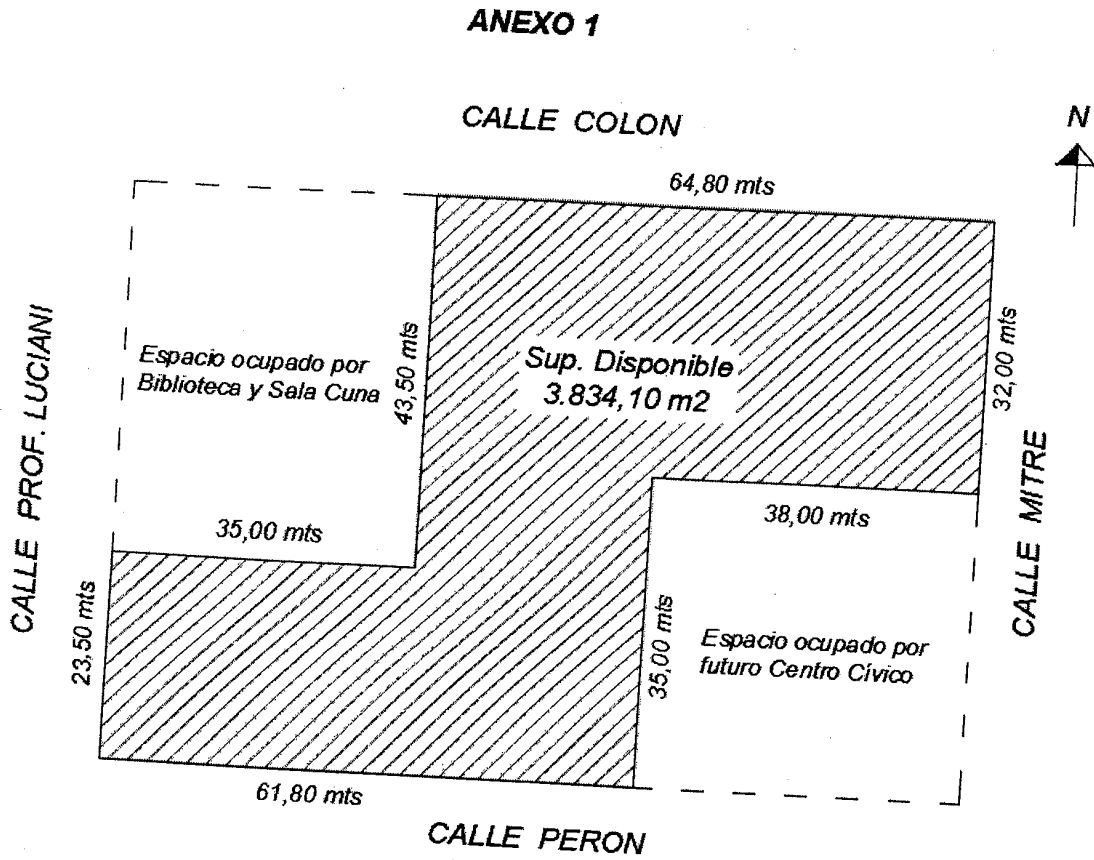 ANEXO 1
CALLE COLON
N
64,80 mts
CALLE PROF. LUCIANI
Espacio ocupado por
Biblioteca y Sala Cuna
43,50 mts
Sup. Disponible
3.834,10 m2
32,00 mts
CALLE MITRE
35,00 mts
38,00 mts
23,50 mts
35,00 mts
Espacio ocupado por
futuro Centro Cívico
61,80 mts
CALLE PERON